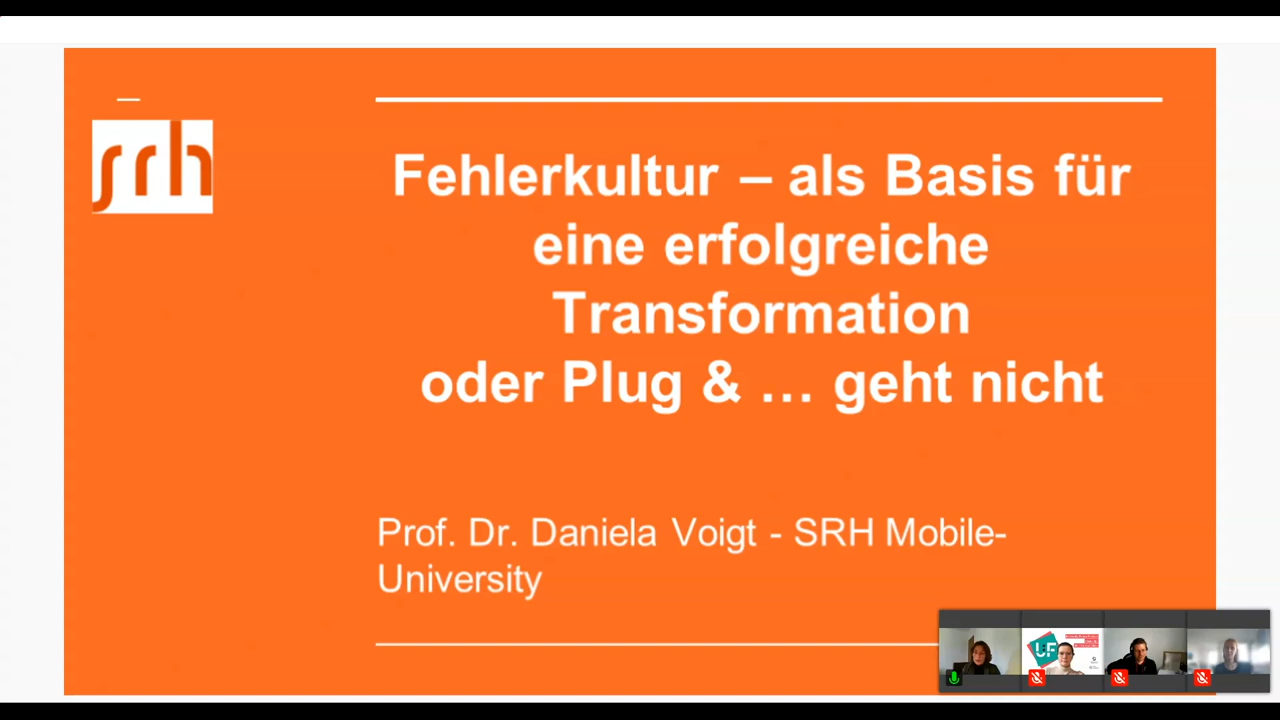 srh
Fehlerkultur – als Basis für
eine erfolgreiche
Transformation
oder Plug & … geht nicht
Prof. Dr. Daniela Voigt - SRH Mobile-
University
UF